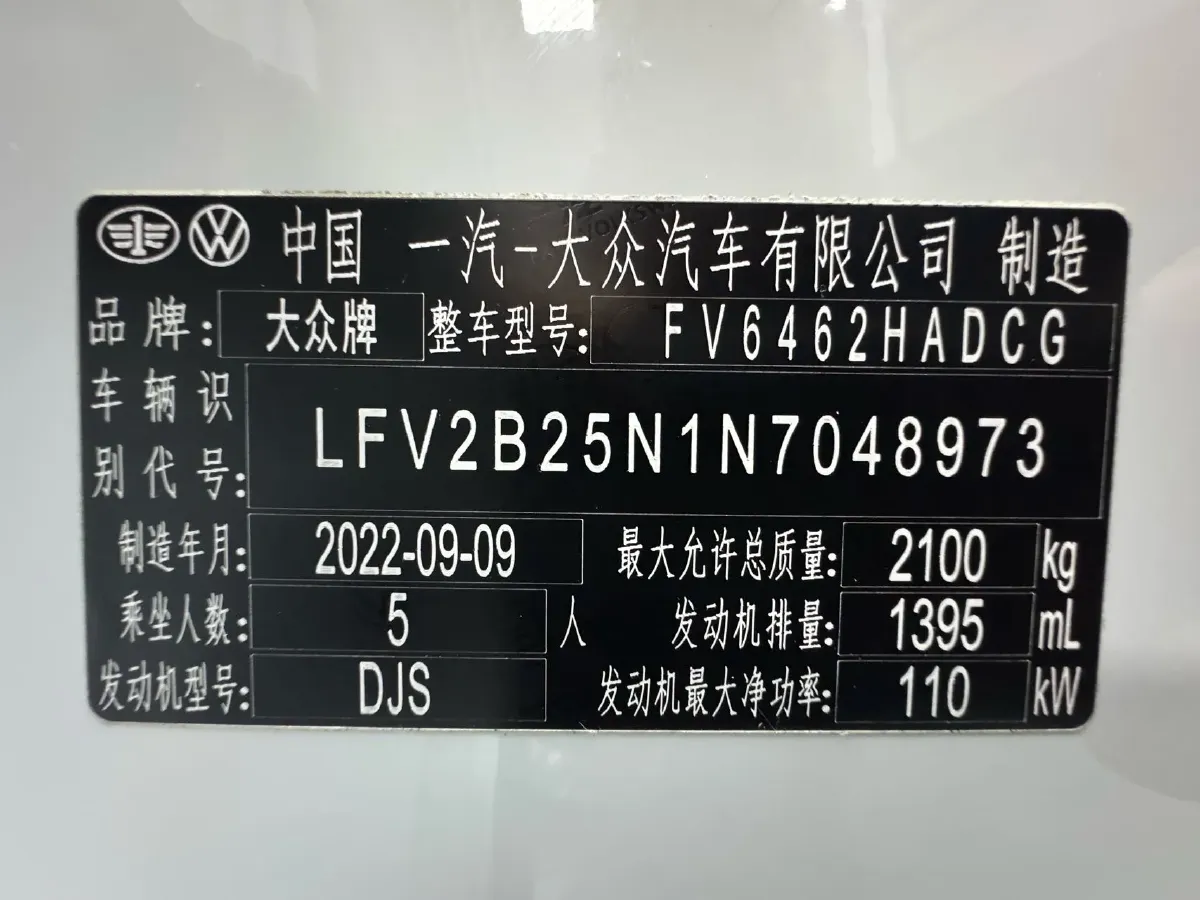 中国 一汽-大众汽车有限公司 制造
品牌: 大众牌 整车型号: FV6462HADCG
车辆识
别代号: LFV2B25N1N7048973
制造年月: 2022-09-09 最大允许总质量: 2100 kg
乘坐人数: 5 人 发动机排量: 1395 mL
发动机型号: DJS 发动机最大净功率: 110 kW